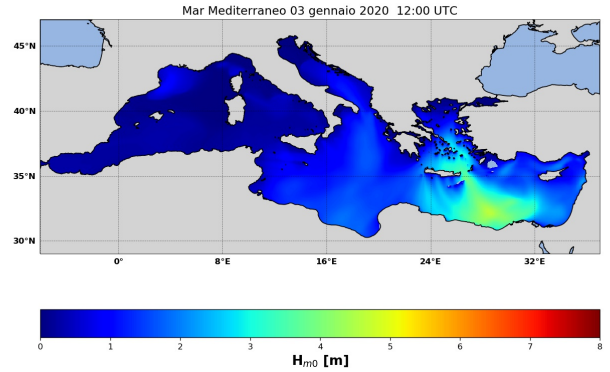 Mar Mediterraneo 03 gennaio 2020  12:00 UTC
45°N
40°N
35°N
30°N
0° 8°E 16°E 24°E 32°E
0 1 2 3 4 5 6 7 8
Hm0 [m]